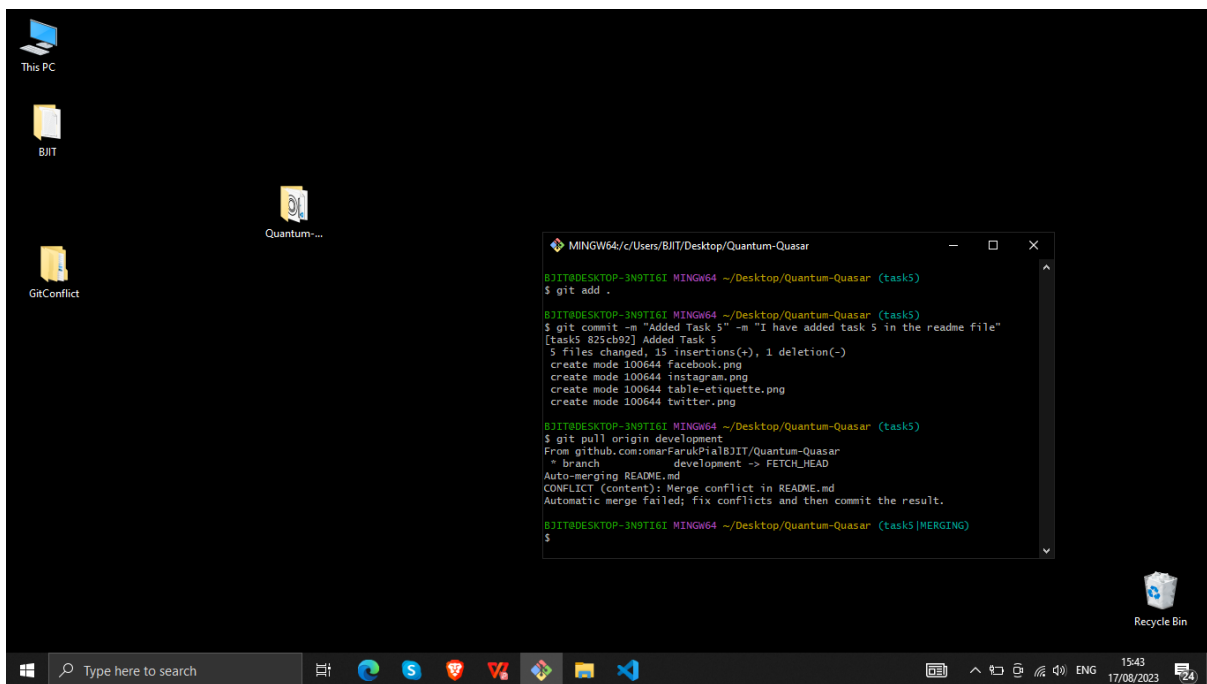 This PC
BJIT
Quantum-...
GitConflict
MINGW64:/c/Users/BJIT/Desktop/Quantum-Quasar
BJIT@DESKTOP-3N9TI6I MINGW64 ~/Desktop/Quantum-Quasar (task5)
$ git add .
BJIT@DESKTOP-3N9TI6I MINGW64 ~/Desktop/Quantum-Quasar (task5)
$ git commit -m "Added Task 5" -m "I have added task 5 in the readme file"
[task5 825cb92] Added Task 5
5 files changed, 15 insertions(+), 1 deletion(-)
create mode 100644 facebook.png
create mode 100644 instagram.png
create mode 100644 table-etiquette.png
create mode 100644 twitter.png
BJIT@DESKTOP-3N9TI6I MINGW64 ~/Desktop/Quantum-Quasar (task5)
$ git pull origin development
From github.com:omarFarukPialBJIT/Quantum-Quasar
* branch development -> FETCH_HEAD
Auto-merging README.md
CONFLICT (content): Merge conflict in README.md
Automatic merge failed; fix conflicts and then commit the result.
BJIT@DESKTOP-3N9TI6I MINGW64 ~/Desktop/Quantum-Quasar (task5|MERGING)
$
Recycle Bin
Type here to search
ENG
15:43
17/08/2023
24